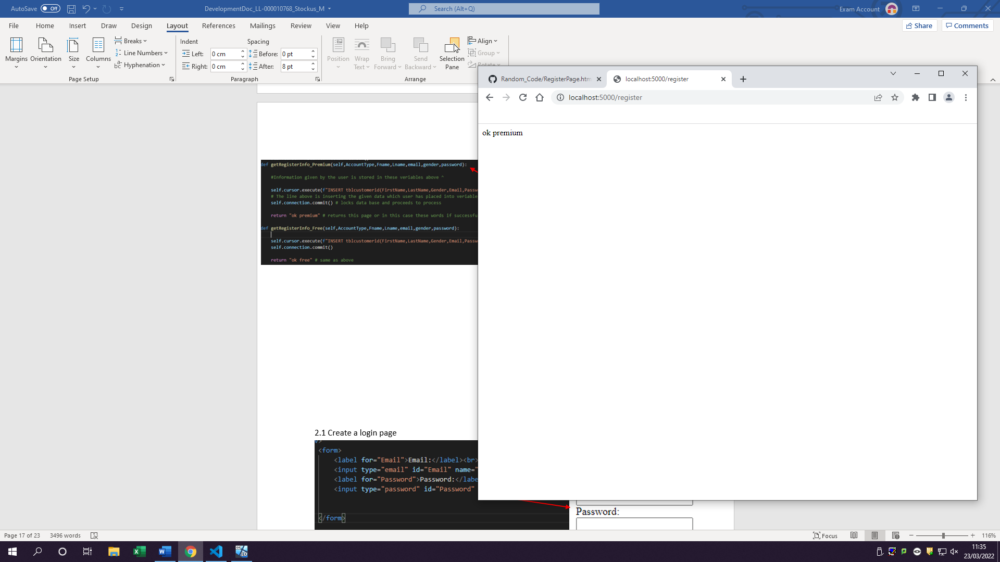 AutoSave Off
DevelopmentDoc_LL-000010768_Stockus_M
Search (Alt+Q)
Exam Account
File Home Insert Draw Design Layout References Mailings Review View Help
Share Comments
Margins Orientation Size Columns
Breaks
Line Numbers
Hyphenation
Page Setup
Indent Spacing
Left: 0 cm Before: 0 pt
Right: 0 cm After: 8 pt
Paragraph
Position
Wrap Text
Bring Forward
Send Backward
Selection Pane
Align
Group
Rotate
Arrange
Random_Code/RegisterPage.htm
localhost:5000/register
localhost:5000/register
ok premium
def getRegisterInfo_Premium(self,AccountType,Fname,Lname,email,gender,password):
#Information given by the user is stored in these veriables above ^
self.cursor.execute(f"INSERT tblcustomerid(FirstName,LastName,Gender,Email,Passw
# The line above is inserting the given data which user has placed into veriable
self.connection.commit() # locks data base and proceeds to process
return "ok premium" # returns this page or in this case these words if successfu
def getRegisterInfo_Free(self,AccountType,Fname,Lname,email,gender,password):
self.cursor.execute(f"INSERT tblcustomerid(FirstName,LastName,Gender,Email,Passw
self.connection.commit()
return "ok free" # same as above
2.1 Create a login page
<form>
<label for="Email">Email:</label><br>
<input type="email" id="Email" name="
<label for="Password">Password:</labe
<input type="password" id="Password"
</form>
Password:
Page 17 of 23 3496 words
Focus
116%
11:35
23/03/2022